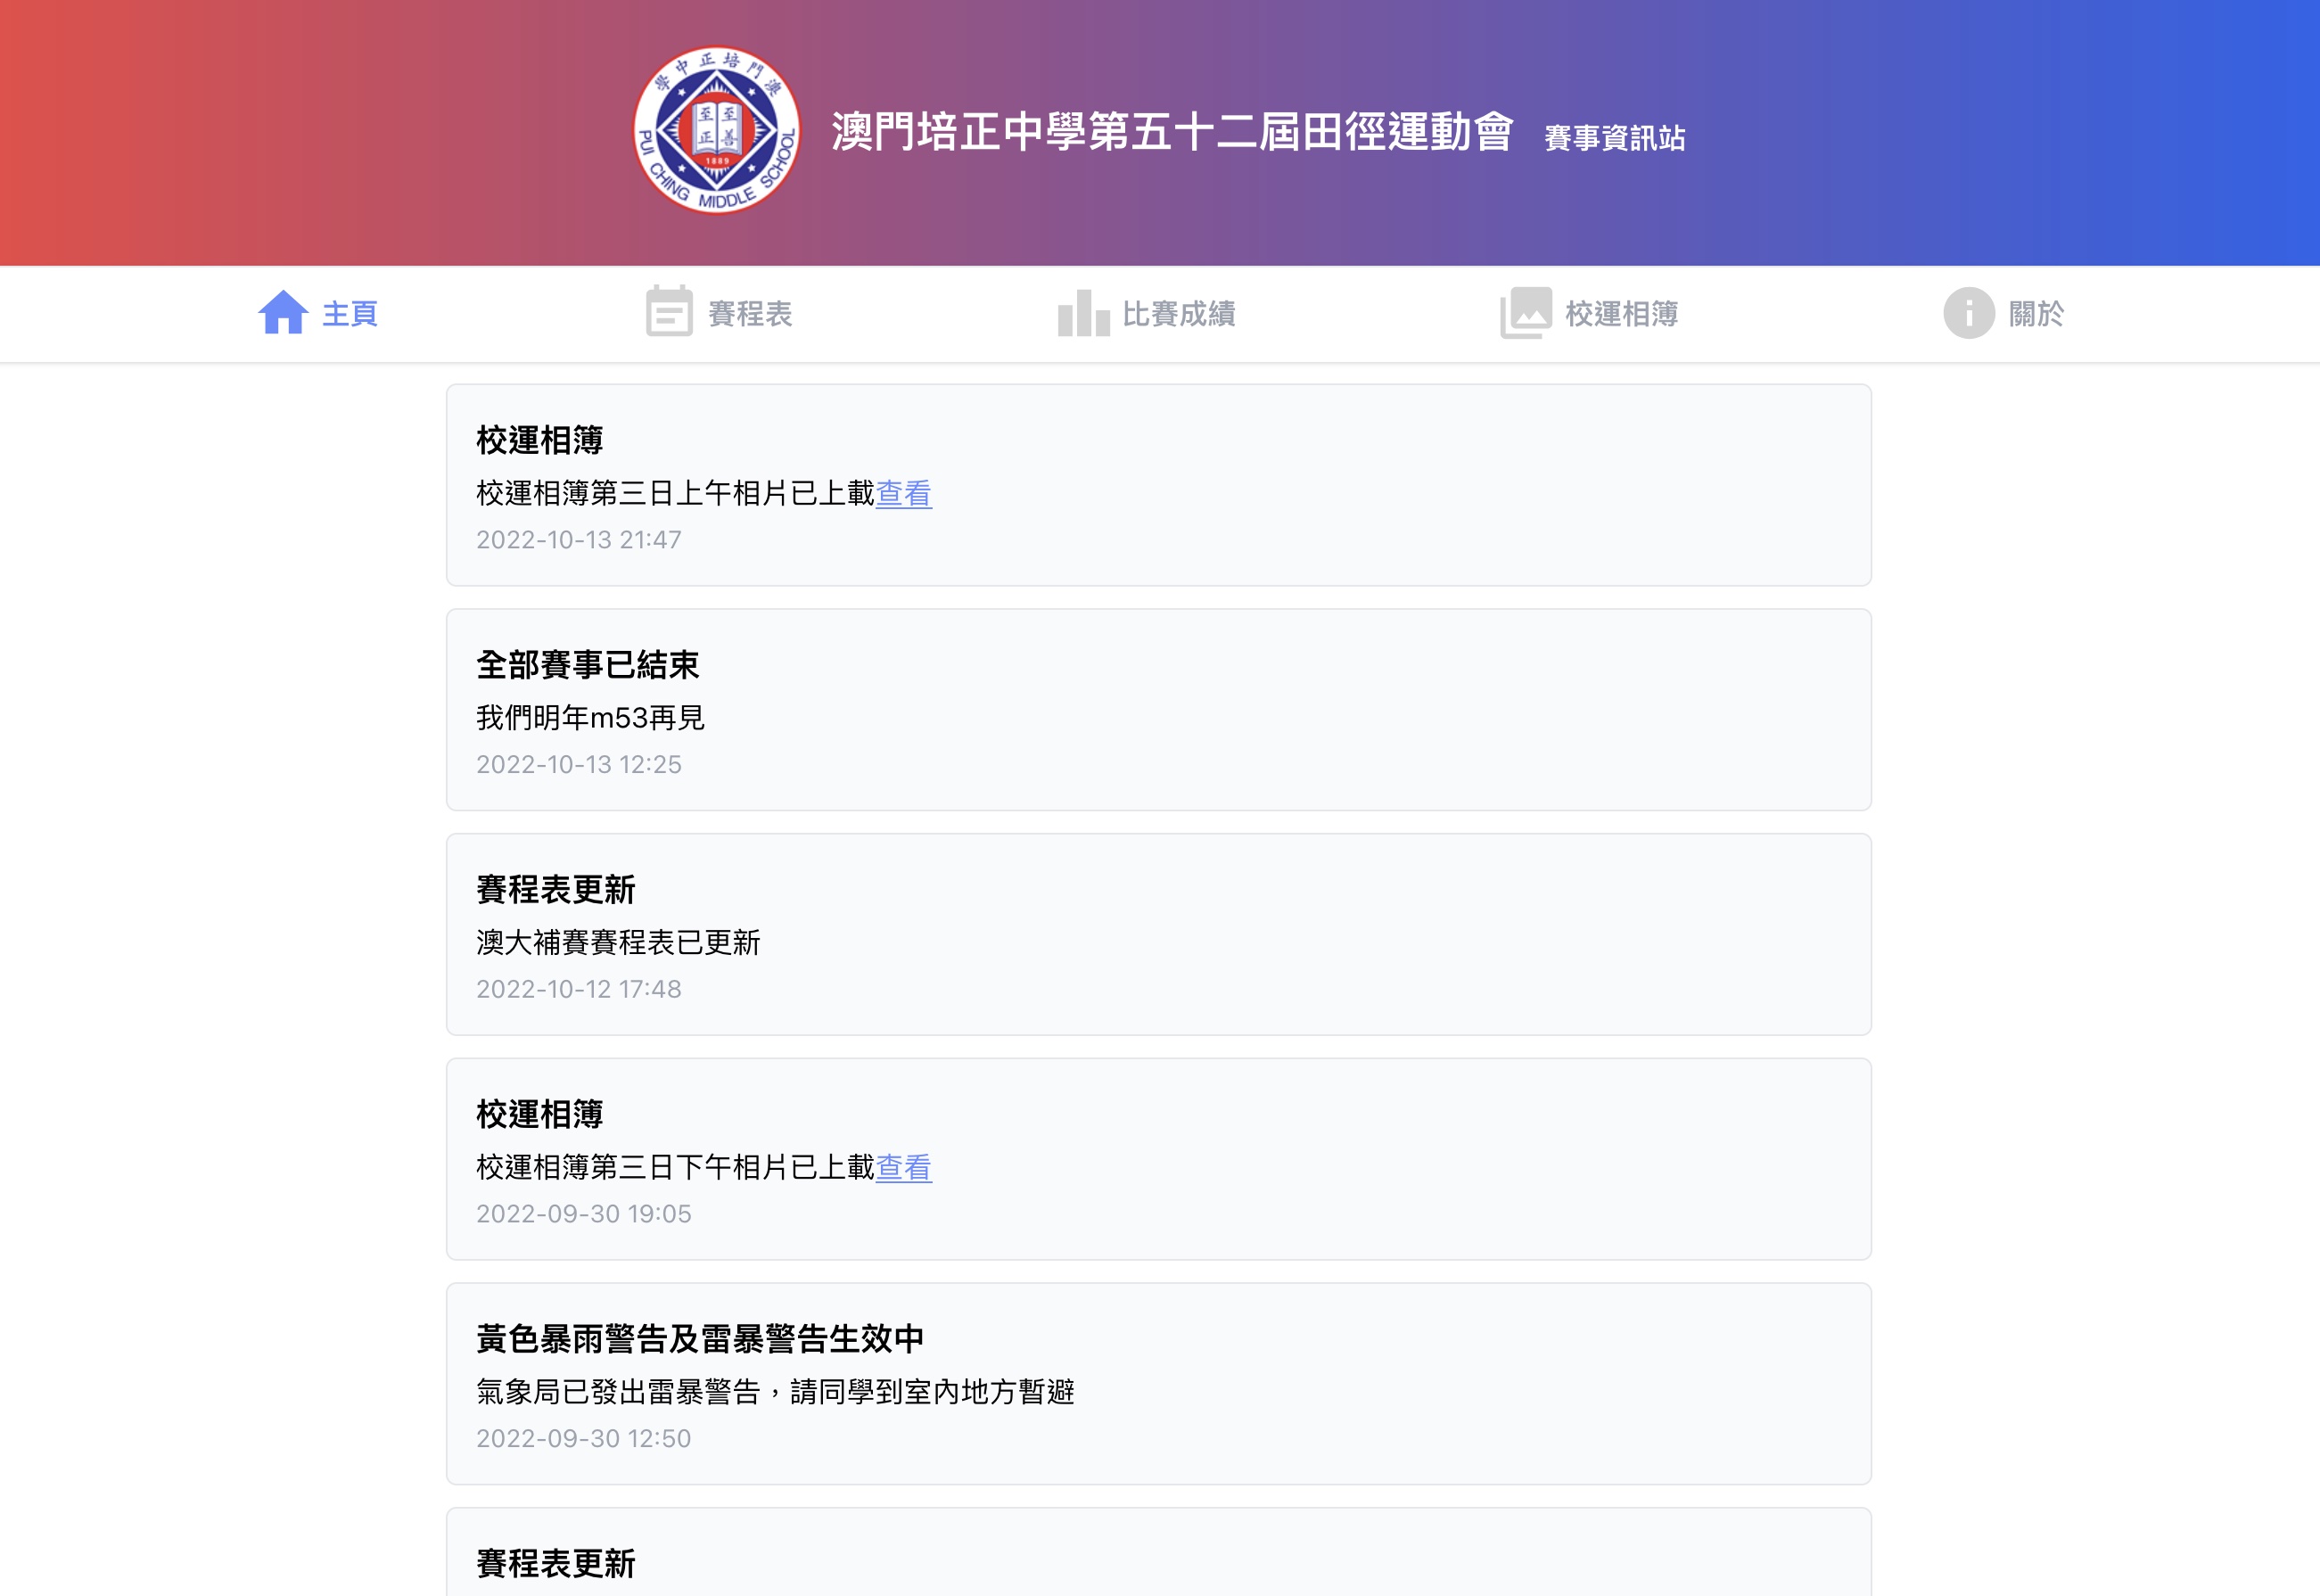 學中正培門澳
至至
正善
1889
PUI CHING MIDDLE SCHOOL
澳門培正中學第五十二屆田徑運動會 賽事資訊站
主頁 賽程表 比賽成績 校運相簿 關於
校運相簿
校運相簿第三日上午相片已上載查看
2022-10-13 21:47
全部賽事已結束
我們明年m53再見
2022-10-13 12:25
賽程表更新
澳大補賽賽程表已更新
2022-10-12 17:48
校運相簿
校運相簿第三日下午相片已上載查看
2022-09-30 19:05
黃色暴雨警告及雷暴警告生效中
氣象局已發出雷暴警告，請同學到室內地方暫避
2022-09-30 12:50
賽程表更新